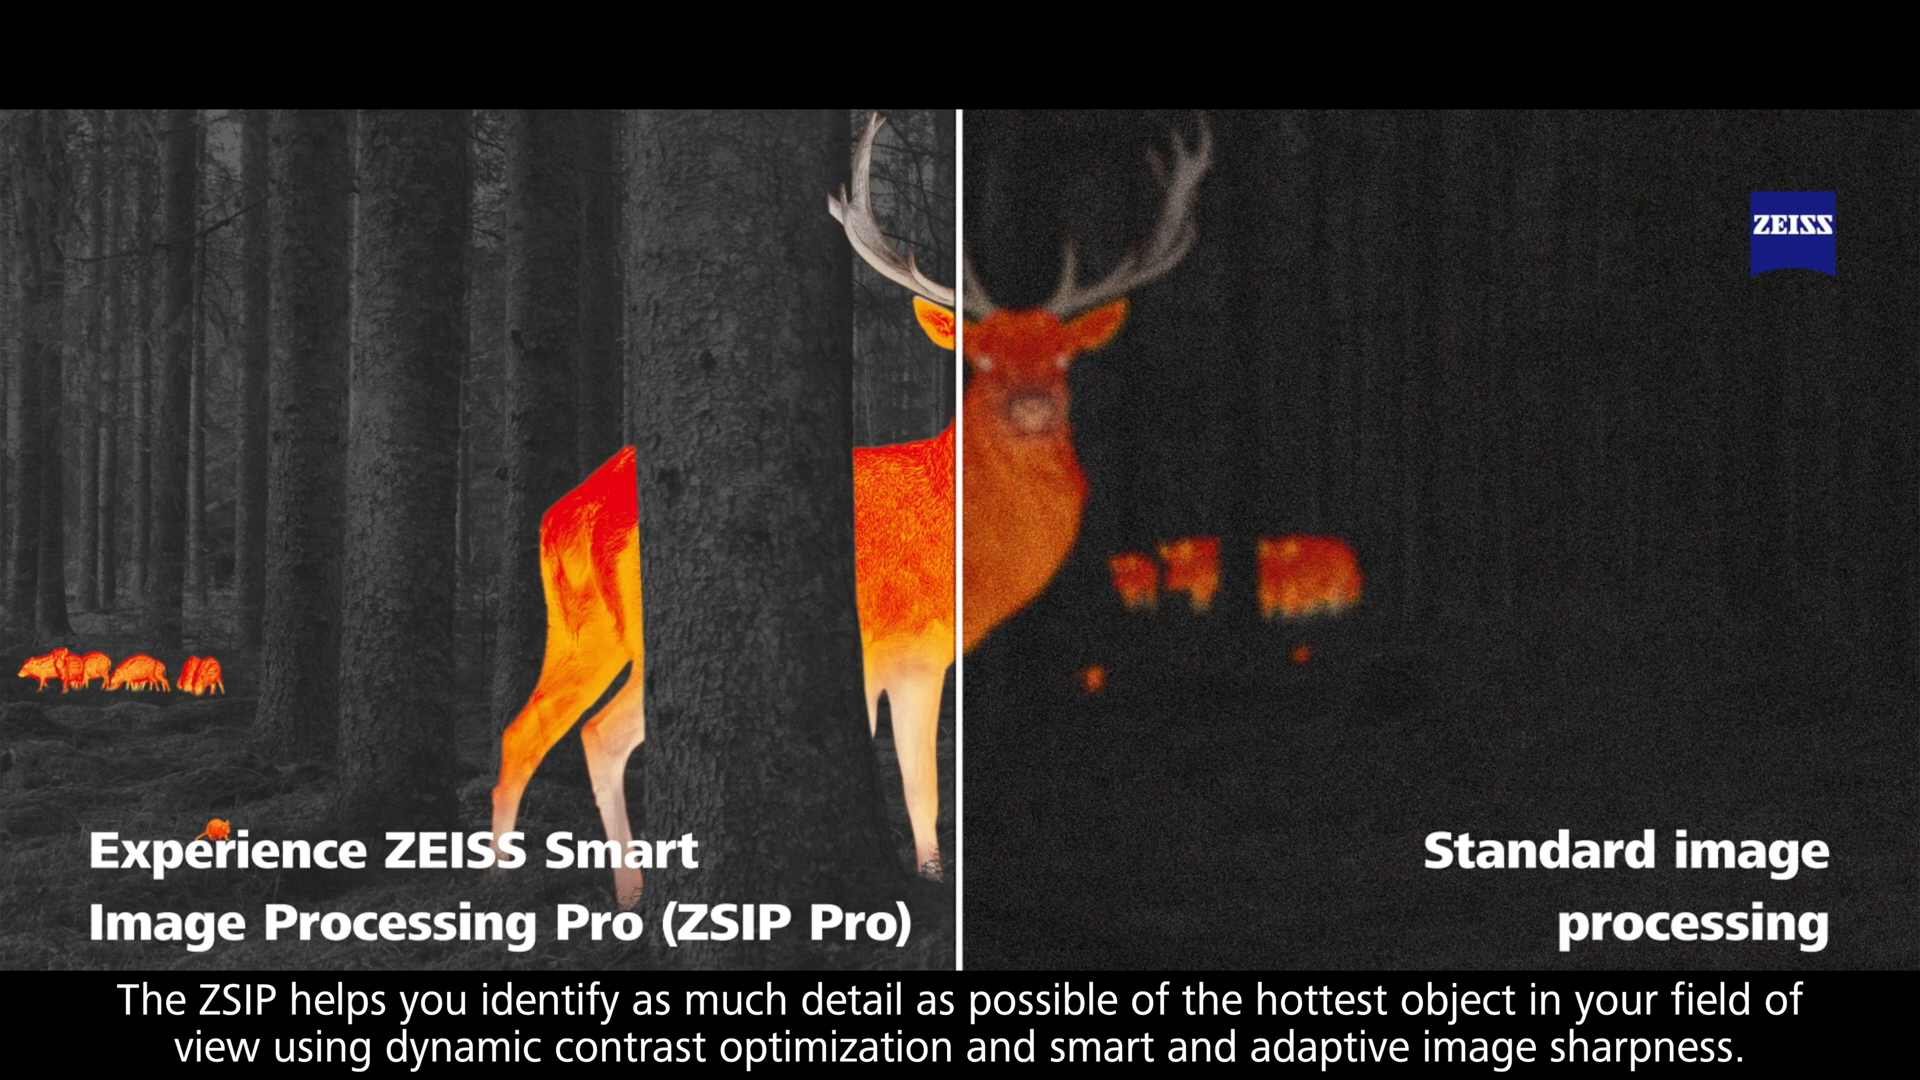 ZEISS
Experience ZEISS Smart
Image Processing Pro (ZSIP Pro)
Standard image
processing
The ZSIP helps you identify as much detail as possible of the hottest object in your field of
view using dynamic contrast optimization and smart and adaptive image sharpness.